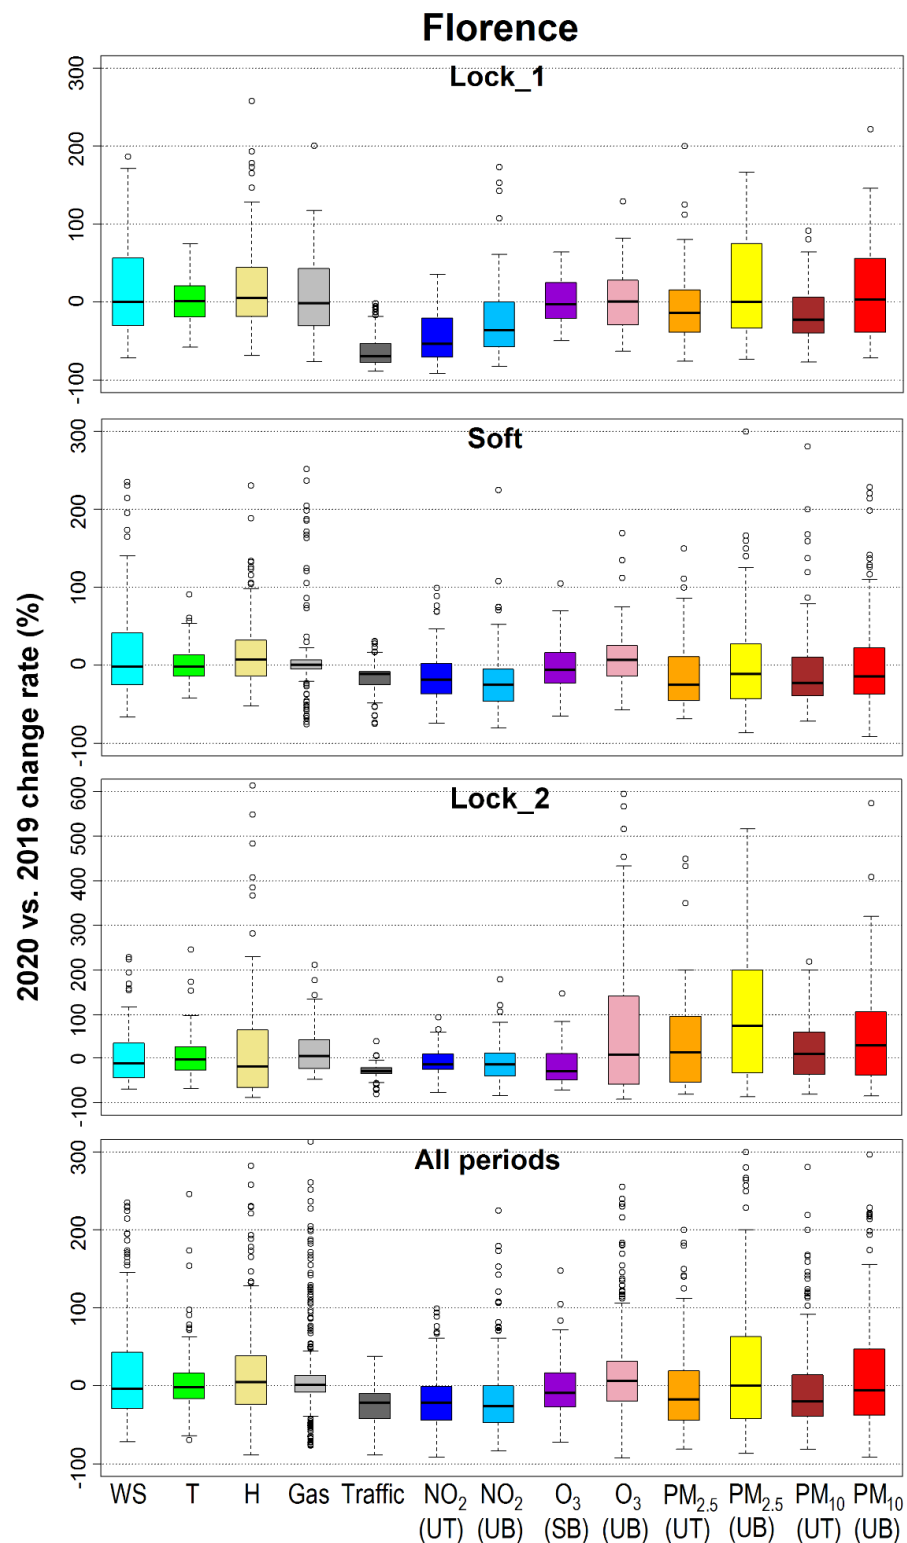 Florence
2020 vs. 2019 change rate (%)
Lock_1
300
200
100
0
-100
Soft
300
200
100
0
-100
Lock_2
600
500
400
300
200
100
0
-100
All periods
300
200
100
0
-100
WS T H Gas Traffic NO₂ NO₂ O₃ O₃ PM₂.₅ PM₂.₅ PM₁₀ PM₁₀
(UT) (UB) (SB) (UB) (UT) (UB) (UT) (UB)